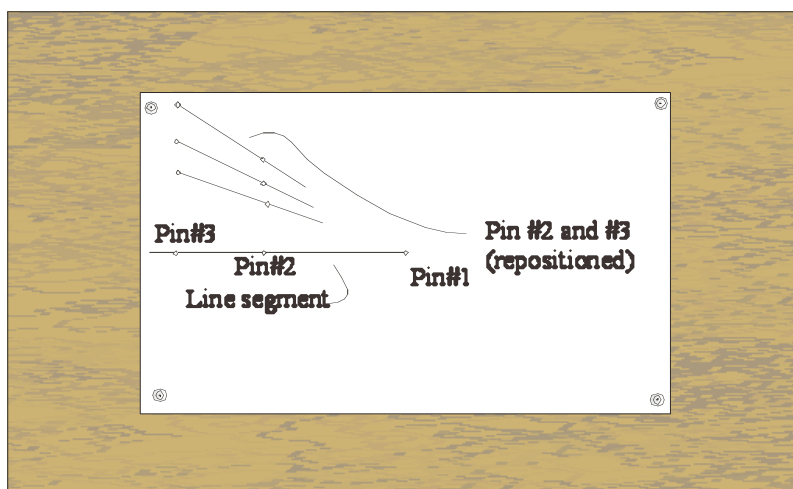 Pin#3
Pin #2 and #3
(repositioned)
Pin#2
Pin#1
Line segment